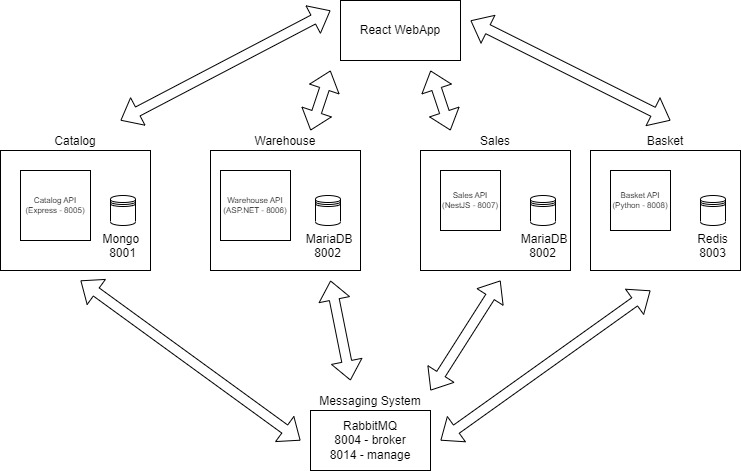 React WebApp
Catalog
Warehouse
Sales
Basket
Catalog API
(Express - 8005)
Mongo
8001
Warehouse API
(ASP.NET - 8006)
MariaDB
8002
Sales API
(NestJS - 8007)
MariaDB
8002
Basket API
(Python - 8008)
Redis
8003
Messaging System
RabbitMQ
8004 - broker
8014 - manage